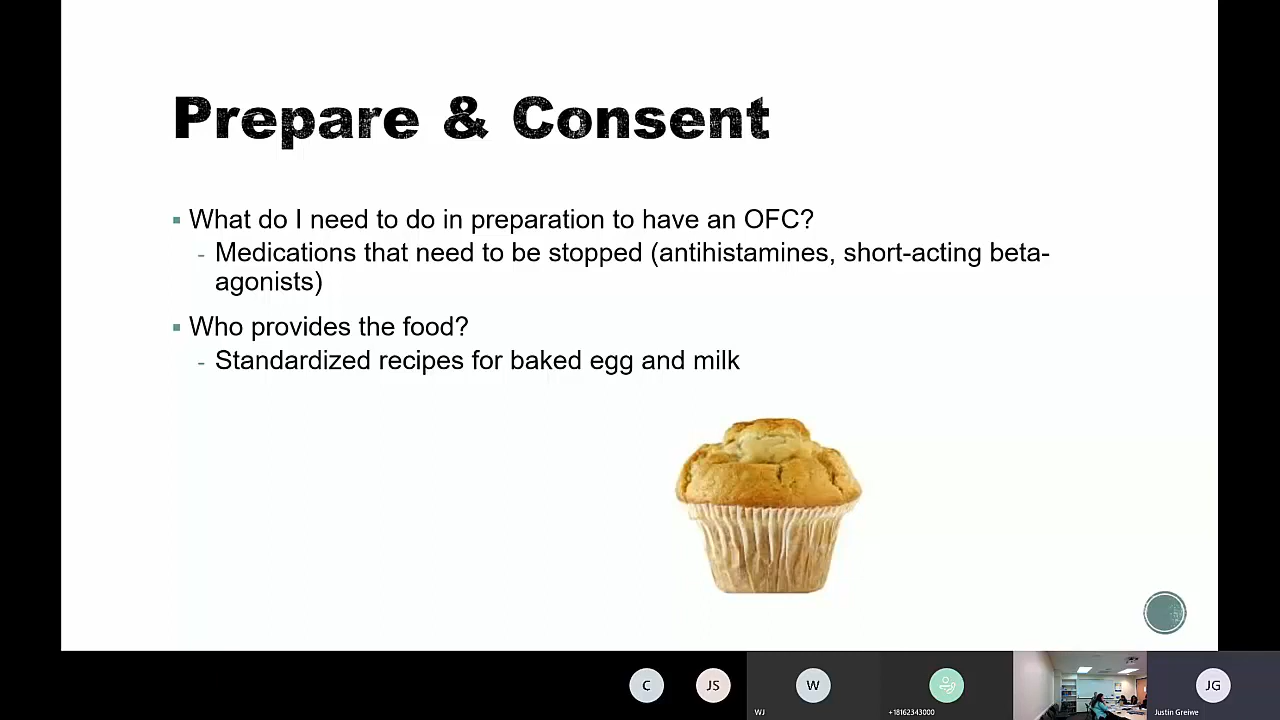 Prepare & Consent
▪ What do I need to do in preparation to have an OFC?
- Medications that need to be stopped (antihistamines, short-acting beta-
agonists)
▪ Who provides the food?
- Standardized recipes for baked egg and milk
C
JS
W
JG
WJ
+18162343000
Justin Greiwe